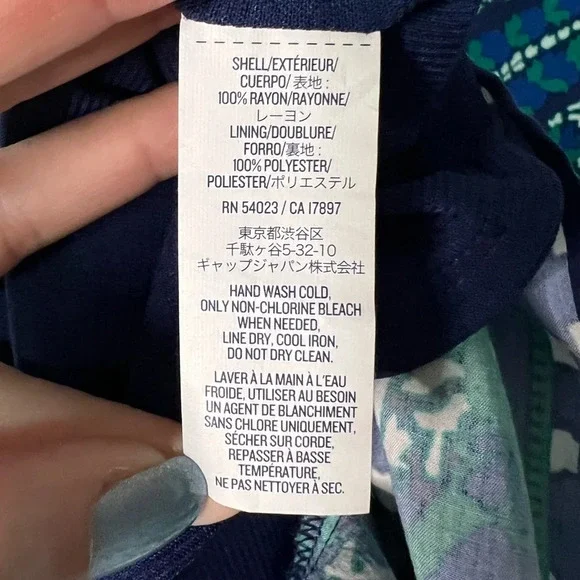 SHELL/EXTÉRIEUR/
CUERPO/表地 :
100% RAYON/RAYONNE/
レーヨン
LINING/DOUBLURE/
FORRO/裏地 :
100% POLYESTER/
POLIESTER/ポリエステル
RN 54023 / CA 17897
東京都渋谷区
千駄ヶ谷5-32-10
ギャップジャパン株式会社
HAND WASH COLD,
ONLY NON-CHLORINE BLEACH
WHEN NEEDED,
LINE DRY, COOL IRON,
DO NOT DRY CLEAN.
LAVER À LA MAIN À L'EAU
FROIDE, UTILISER AU BESOIN
UN AGENT DE BLANCHIMENT
SANS CHLORE UNIQUEMENT,
SÉCHER SUR CORDE,
REPASSER À BASSE
TEMPÉRATURE,
NE PAS NETTOYER À SEC.